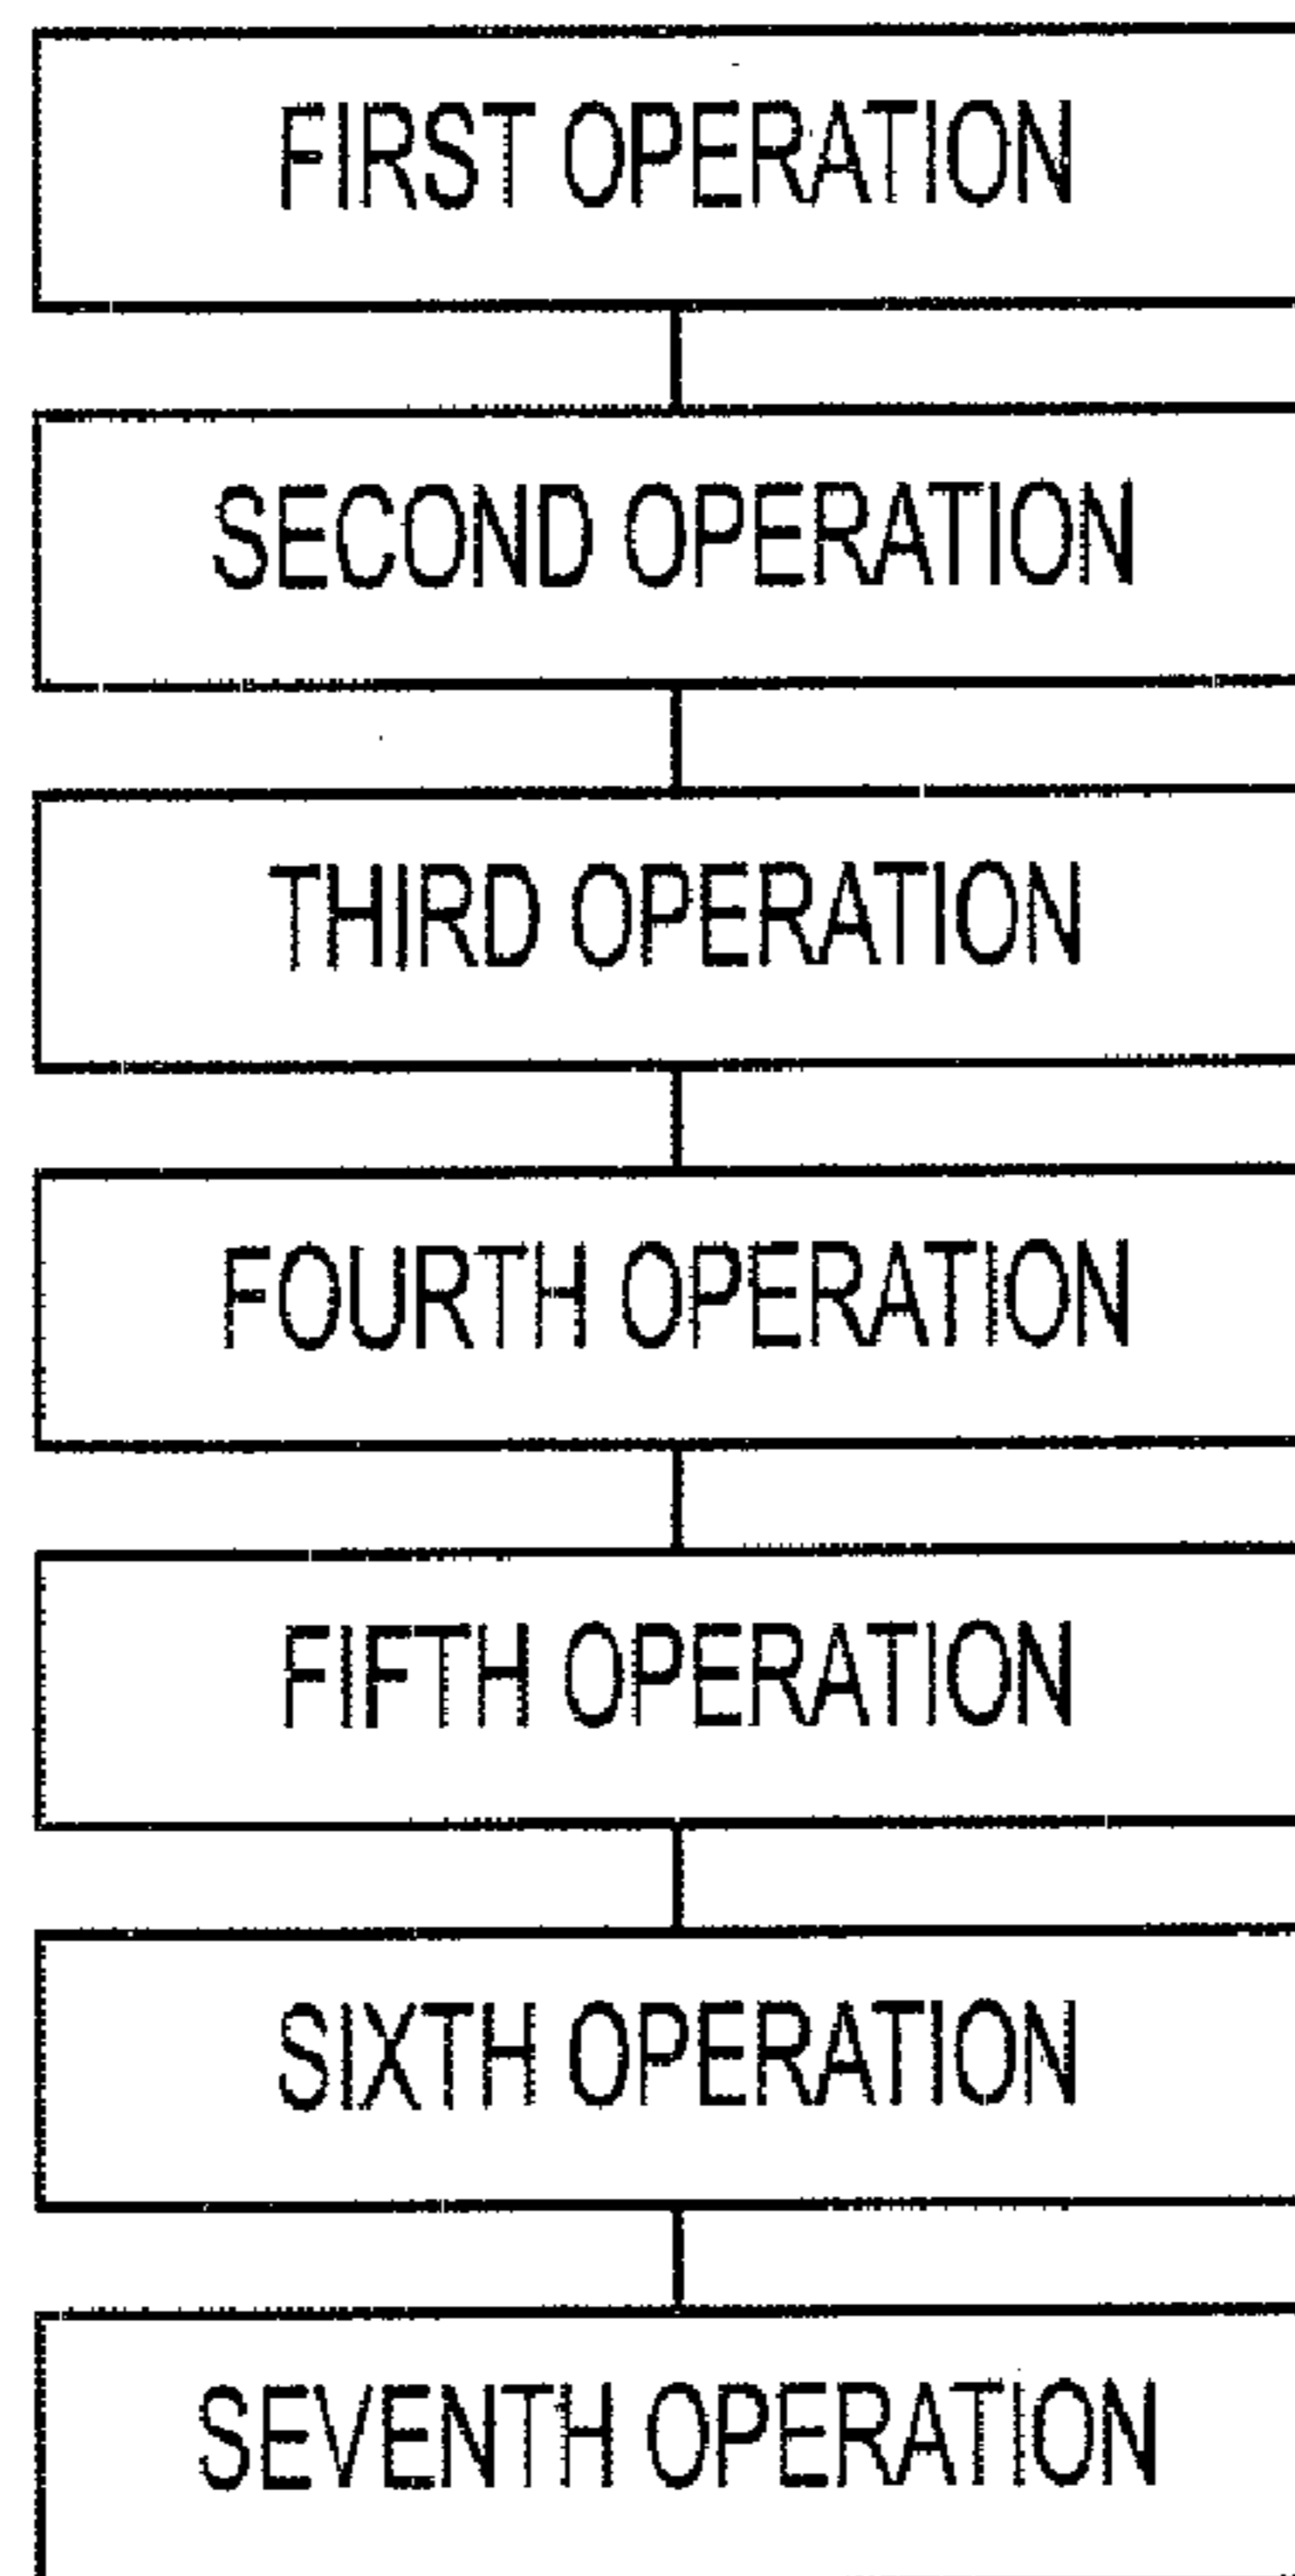 FIRST OPERATION
SECOND OPERATION
THIRD OPERATION
FOURTH OPERATION
FIFTH OPERATION
SIXTH OPERATION
SEVENTH OPERATION